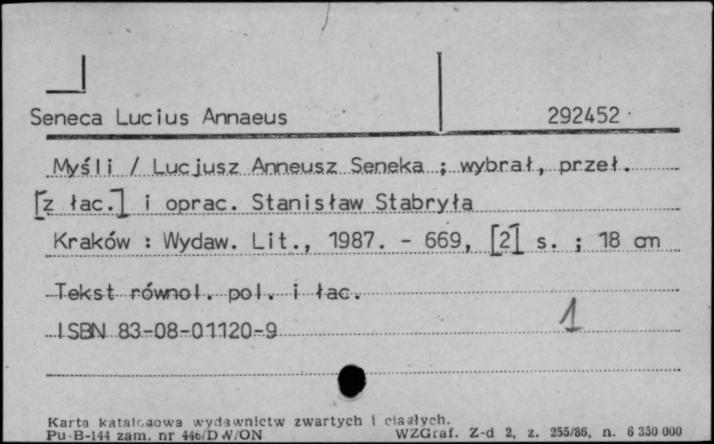 Seneca Lucius Annaeus 292452
Myśli / Lucjusz Anneusz Seneka ; wybrał, przeł.
[z łac.] i oprac. Stanisław Stabryła
Kraków : Wydaw. Lit., 1987. - 669, [2] s. ; 18 cm
Tekst równol. pol. i łac.
ISBN 83-08-01120-9
1
Karta katalogowa wydawnictw zwartych i ciągłych.
Pu-B-144 zam. nr 446/D W/ON WZGraf. Z-d 2, z. 255/86, n. 6 350 000